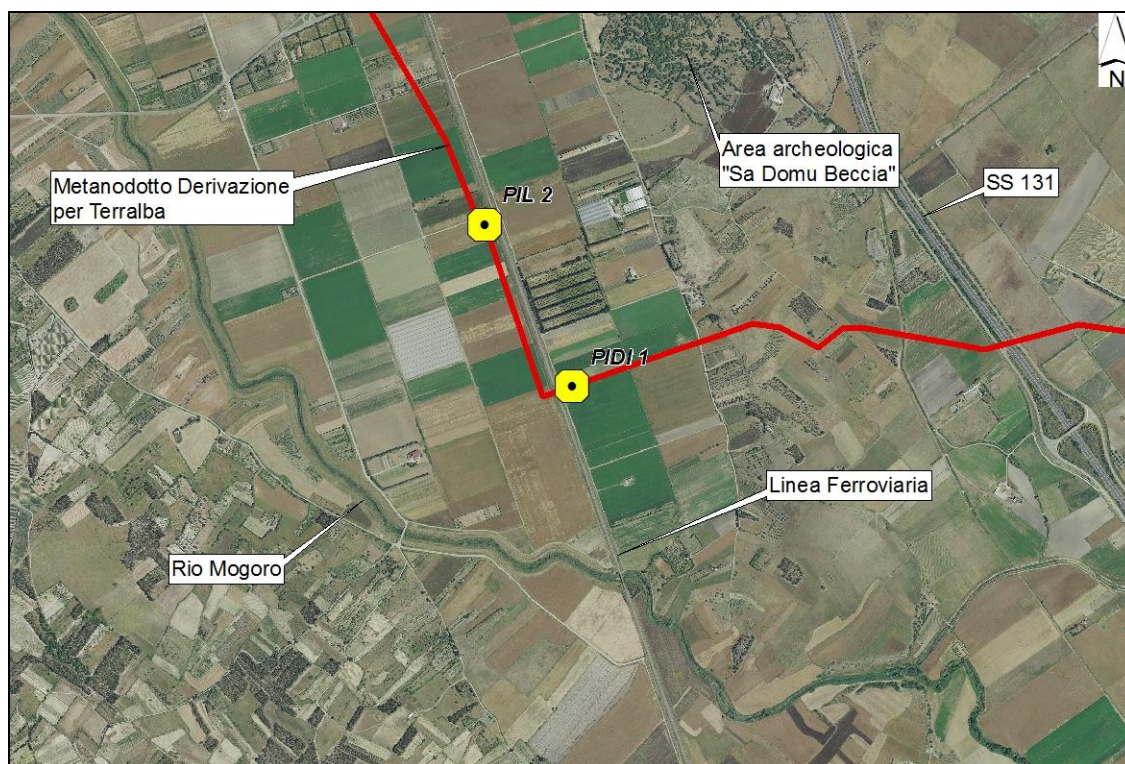 N
Area archeologica
"Sa Domu Beccia"
SS 131
Metanodotto Derivazione
per Terralba
PIL 2
PIDI 1
Linea Ferroviaria
Rio Mogoro